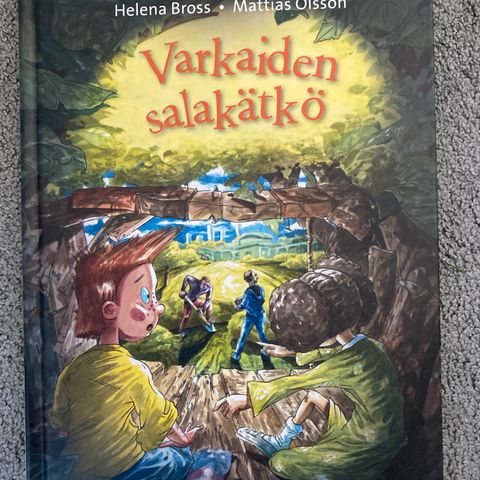 Helena Bross • Mattias Olsson
Varkaiden
salakätkö